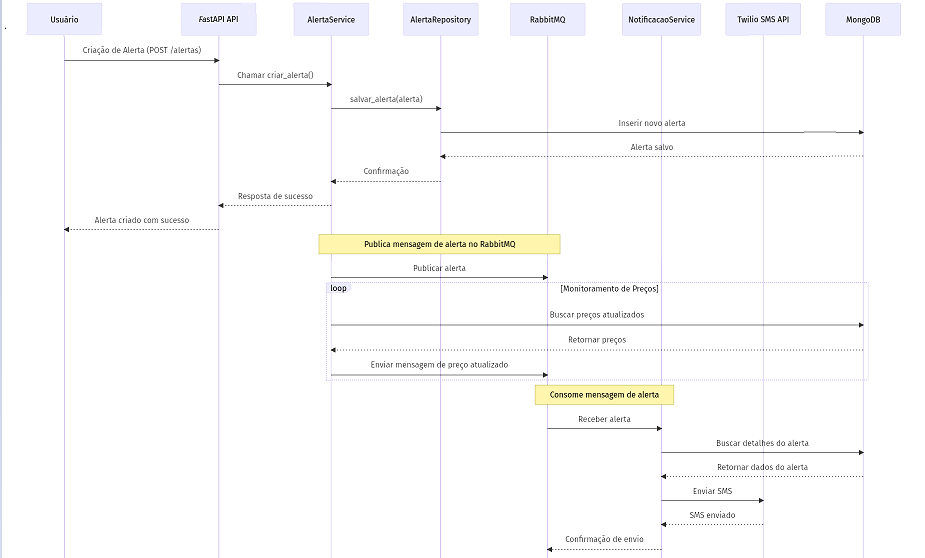 Usuário
FastAPI API
AlertaService
AlertaRepository
RabbitMQ
NotificacaoService
Twilio SMS API
MongoDB
Criação de Alerta (POST /alertas)
Chamar criar_alerta()
salvar_alerta(alerta)
Inserir novo alerta
Alerta salvo
Confirmação
Resposta de sucesso
Alerta criado com sucesso
Publica mensagem de alerta no RabbitMQ
Publicar alerta
loop
[Monitoramento de Preços]
Buscar preços atualizados
Retornar preços
Enviar mensagem de preço atualizado
Consome mensagem de alerta
Receber alerta
Buscar detalhes do alerta
Retornar dados do alerta
Enviar SMS
SMS enviado
Confirmação de envio